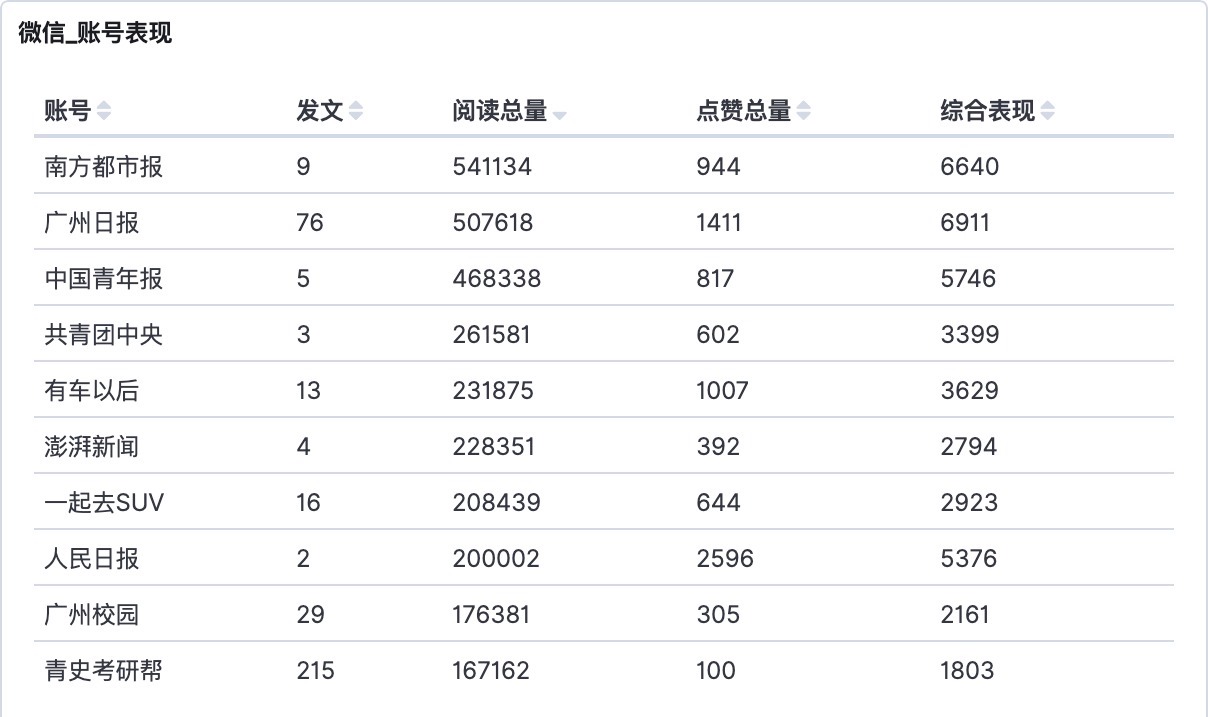 微信_账号表现
账号 发文 阅读总量 点赞总量 综合表现
南方都市报 9 541134 944 6640
广州日报 76 507618 1411 6911
中国青年报 5 468338 817 5746
共青团中央 3 261581 602 3399
有车以后 13 231875 1007 3629
澎湃新闻 4 228351 392 2794
一起去SUV 16 208439 644 2923
人民日报 2 200002 2596 5376
广州校园 29 176381 305 2161
青史考研帮 215 167162 100 1803